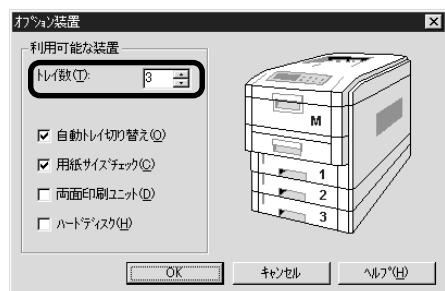 オプション装置
利用可能な装置
トレイ数(T):
3
自動トレイ切り替え(O)
用紙サイズチェック(C)
両面印刷ユニット(D)
ハードディスク(H)
M
1
2
3
OK
キャンセル
ヘルプ(H)